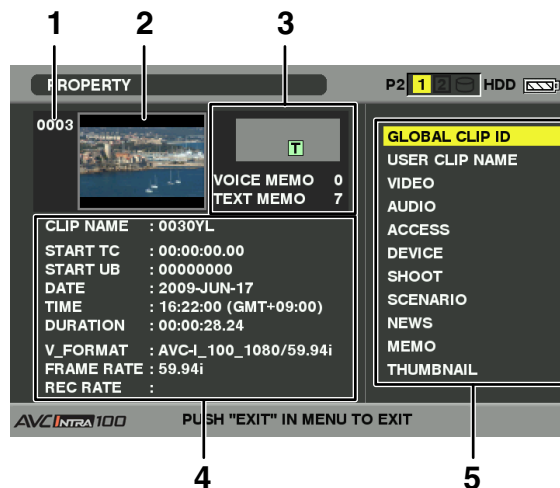 1 2 3
PROPERTY P2 1 2 HDD
0003
T
VOICE MEMO 0
TEXT MEMO 7
CLIP NAME : 0030YL
START TC : 00:00:00.00
START UB : 00000000
DATE : 2009-JUN-17
TIME : 16:22:00 (GMT+09:00)
DURATION : 00:00:28.24
V_FORMAT : AVC-I_100_1080/59.94i
FRAME RATE : 59.94i
REC RATE :
GLOBAL CLIP ID
USER CLIP NAME
VIDEO
AUDIO
ACCESS
DEVICE
SHOOT
SCENARIO
NEWS
MEMO
THUMBNAIL
AVC INTRA 100 PUSH "EXIT" IN MENU TO EXIT
4 5